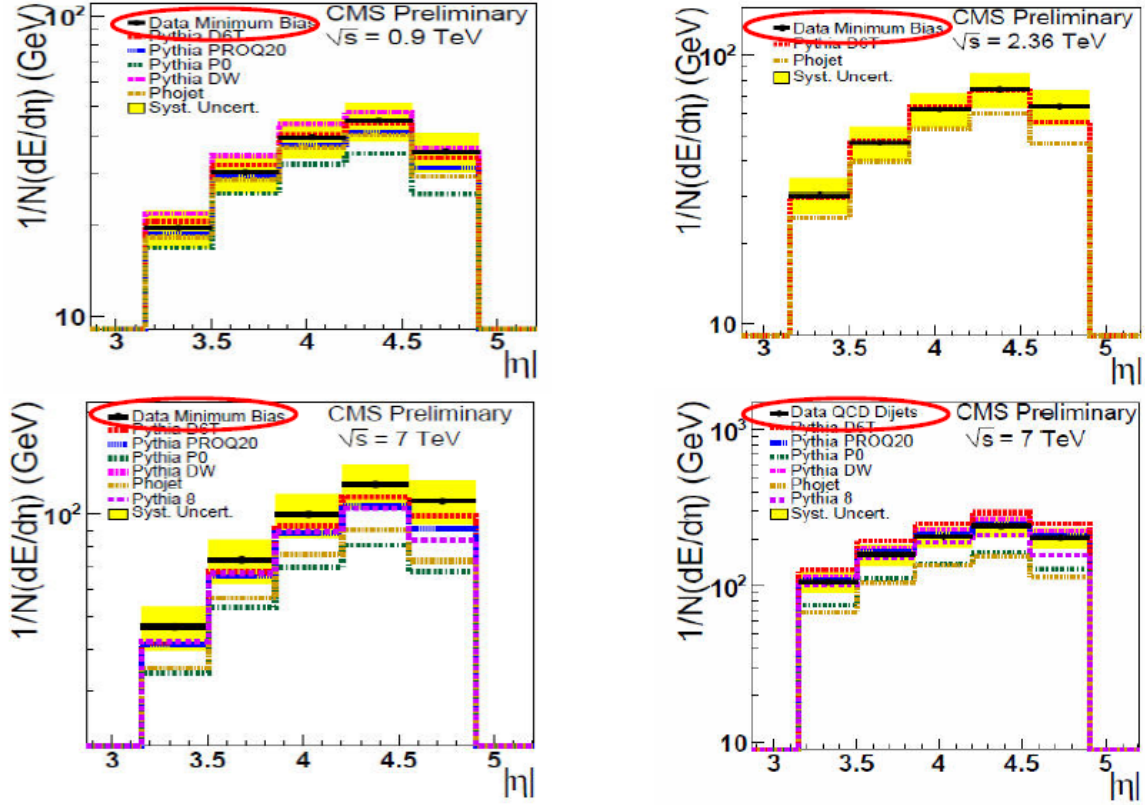 10²
1/N(dE/dη) (GeV)
Data Minimum Bias
Pythia D6T
Pythia PROQ20
Pythia P0
Pythia DW
Phojet
Syst. Uncert.
CMS Preliminary
√s = 0.9 TeV
10
3 3.5 4 4.5 5
|η|
10²
1/N(dE/dη) (GeV)
Data Minimum Bias
Pythia D6T
Phojet
Syst. Uncert.
CMS Preliminary
√s = 2.36 TeV
10
3 3.5 4 4.5 5
|η|
1/N(dE/dη) (GeV)
Data Minimum Bias
Pythia D6T
Pythia PROQ20
Pythia P0
Pythia DW
Phojet
Pythia 8
Syst. Uncert.
CMS Preliminary
√s = 7 TeV
10²
3 3.5 4 4.5 5
|η|
10³
1/N(dE/dη) (GeV)
Data QCD Dijets
Pythia D6T
Pythia PROQ20
Pythia P0
Pythia DW
Phojet
Pythia 8
Syst. Uncert.
CMS Preliminary
√s = 7 TeV
10²
10
3 3.5 4 4.5 5
|η|